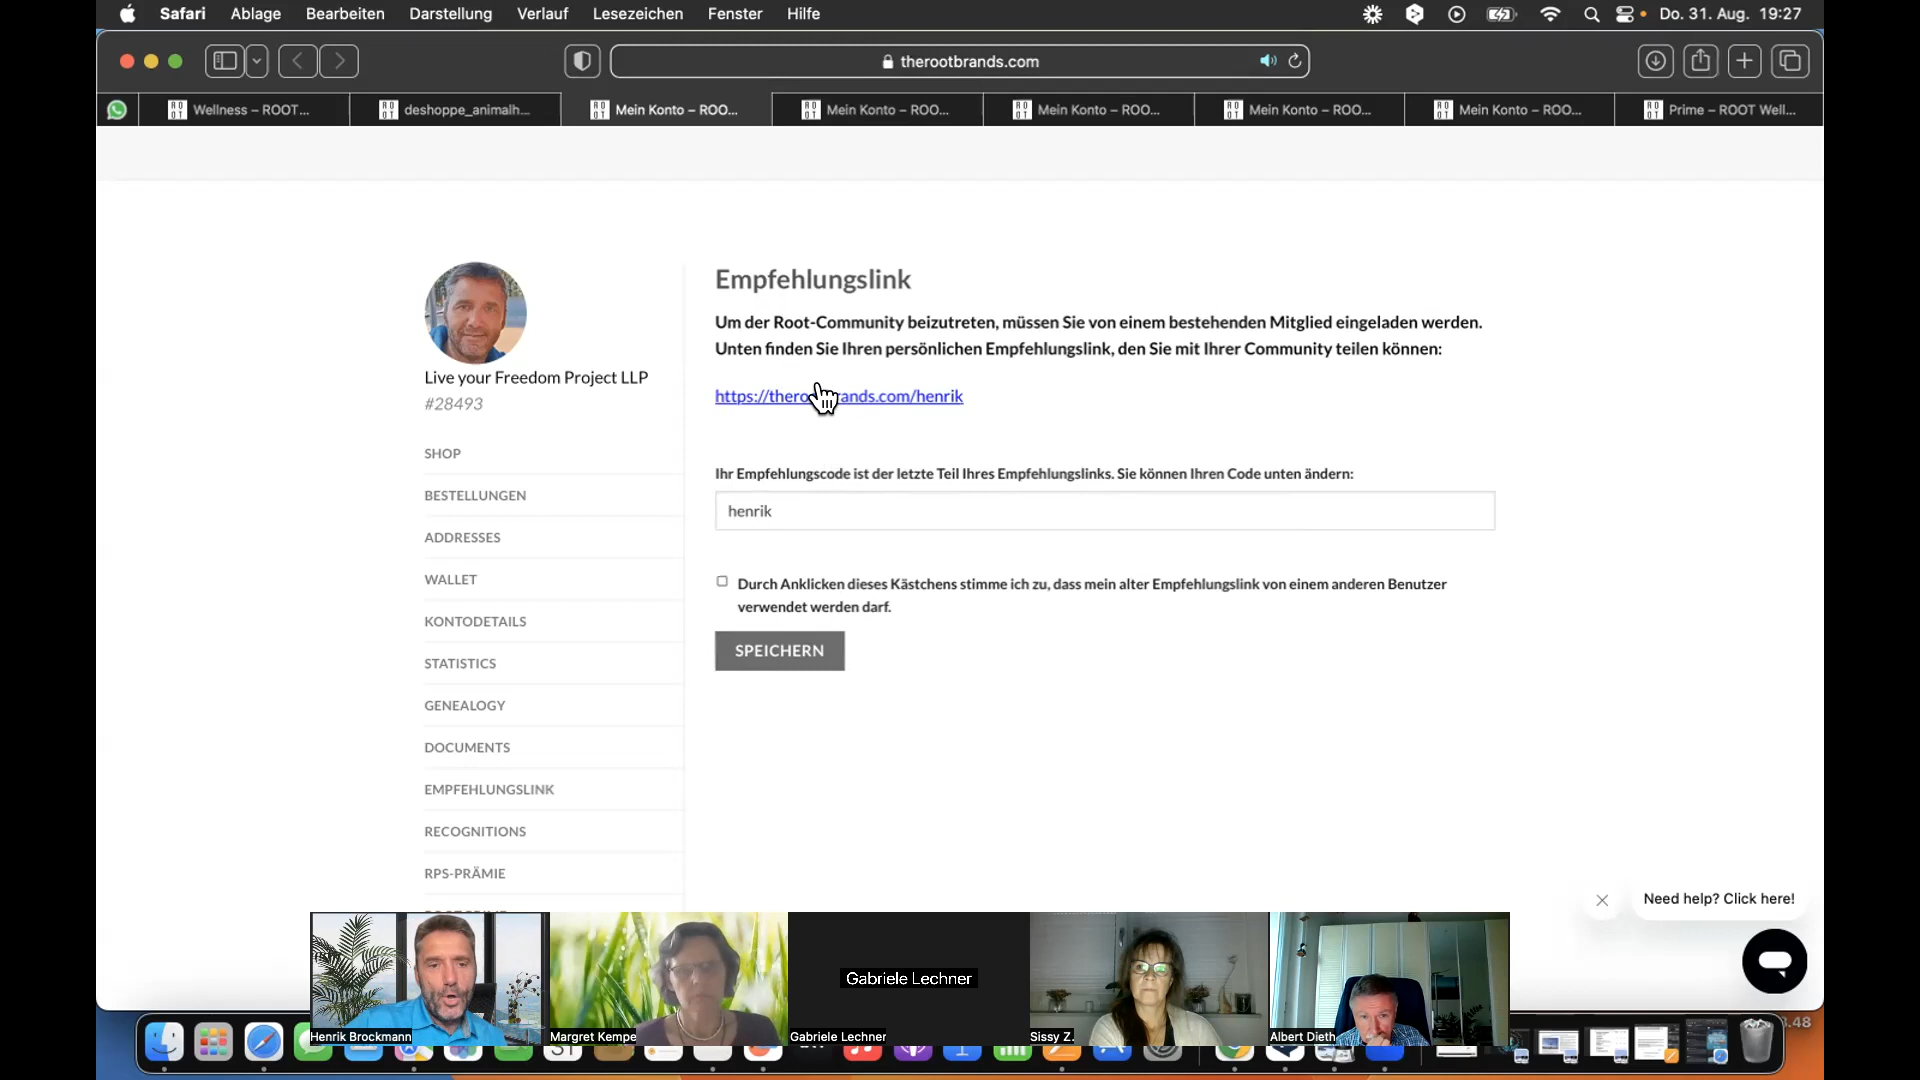 Safari Ablage Bearbeiten Darstellung Verlauf Lesezeichen Fenster Hilfe Do. 31. Aug. 19:27
therootbrands.com
Wellness – ROOT... deshoppe_animalh... Mein Konto – ROO... Mein Konto – ROO... Mein Konto – ROO... Mein Konto – ROO... Mein Konto – ROO... Prime – ROOT Well...
Empfehlungslink
Um der Root-Community beizutreten, müssen Sie von einem bestehenden Mitglied eingeladen werden.
Unten finden Sie Ihren persönlichen Empfehlungslink, den Sie mit Ihrer Community teilen können:
Live your Freedom Project LLP
#28493
https://therootbrands.com/henrik
SHOP
BESTELLUNGEN
ADDRESSES
WALLET
KONTODETAILS
STATISTICS
GENEALOGY
DOCUMENTS
EMPFEHLUNGSLINK
RECOGNITIONS
RPS-PRÄMIE
Ihr Empfehlungscode ist der letzte Teil Ihres Empfehlungslinks. Sie können Ihren Code unten ändern:
henrik
Durch Anklicken dieses Kästchens stimme ich zu, dass mein alter Empfehlungslink von einem anderen Benutzer
verwendet werden darf.
SPEICHERN
Need help? Click here!
Gabriele Lechner
Henrik Brockmann Margret Kempe Gabriele Lechner Sissy Z. Albert Dieth